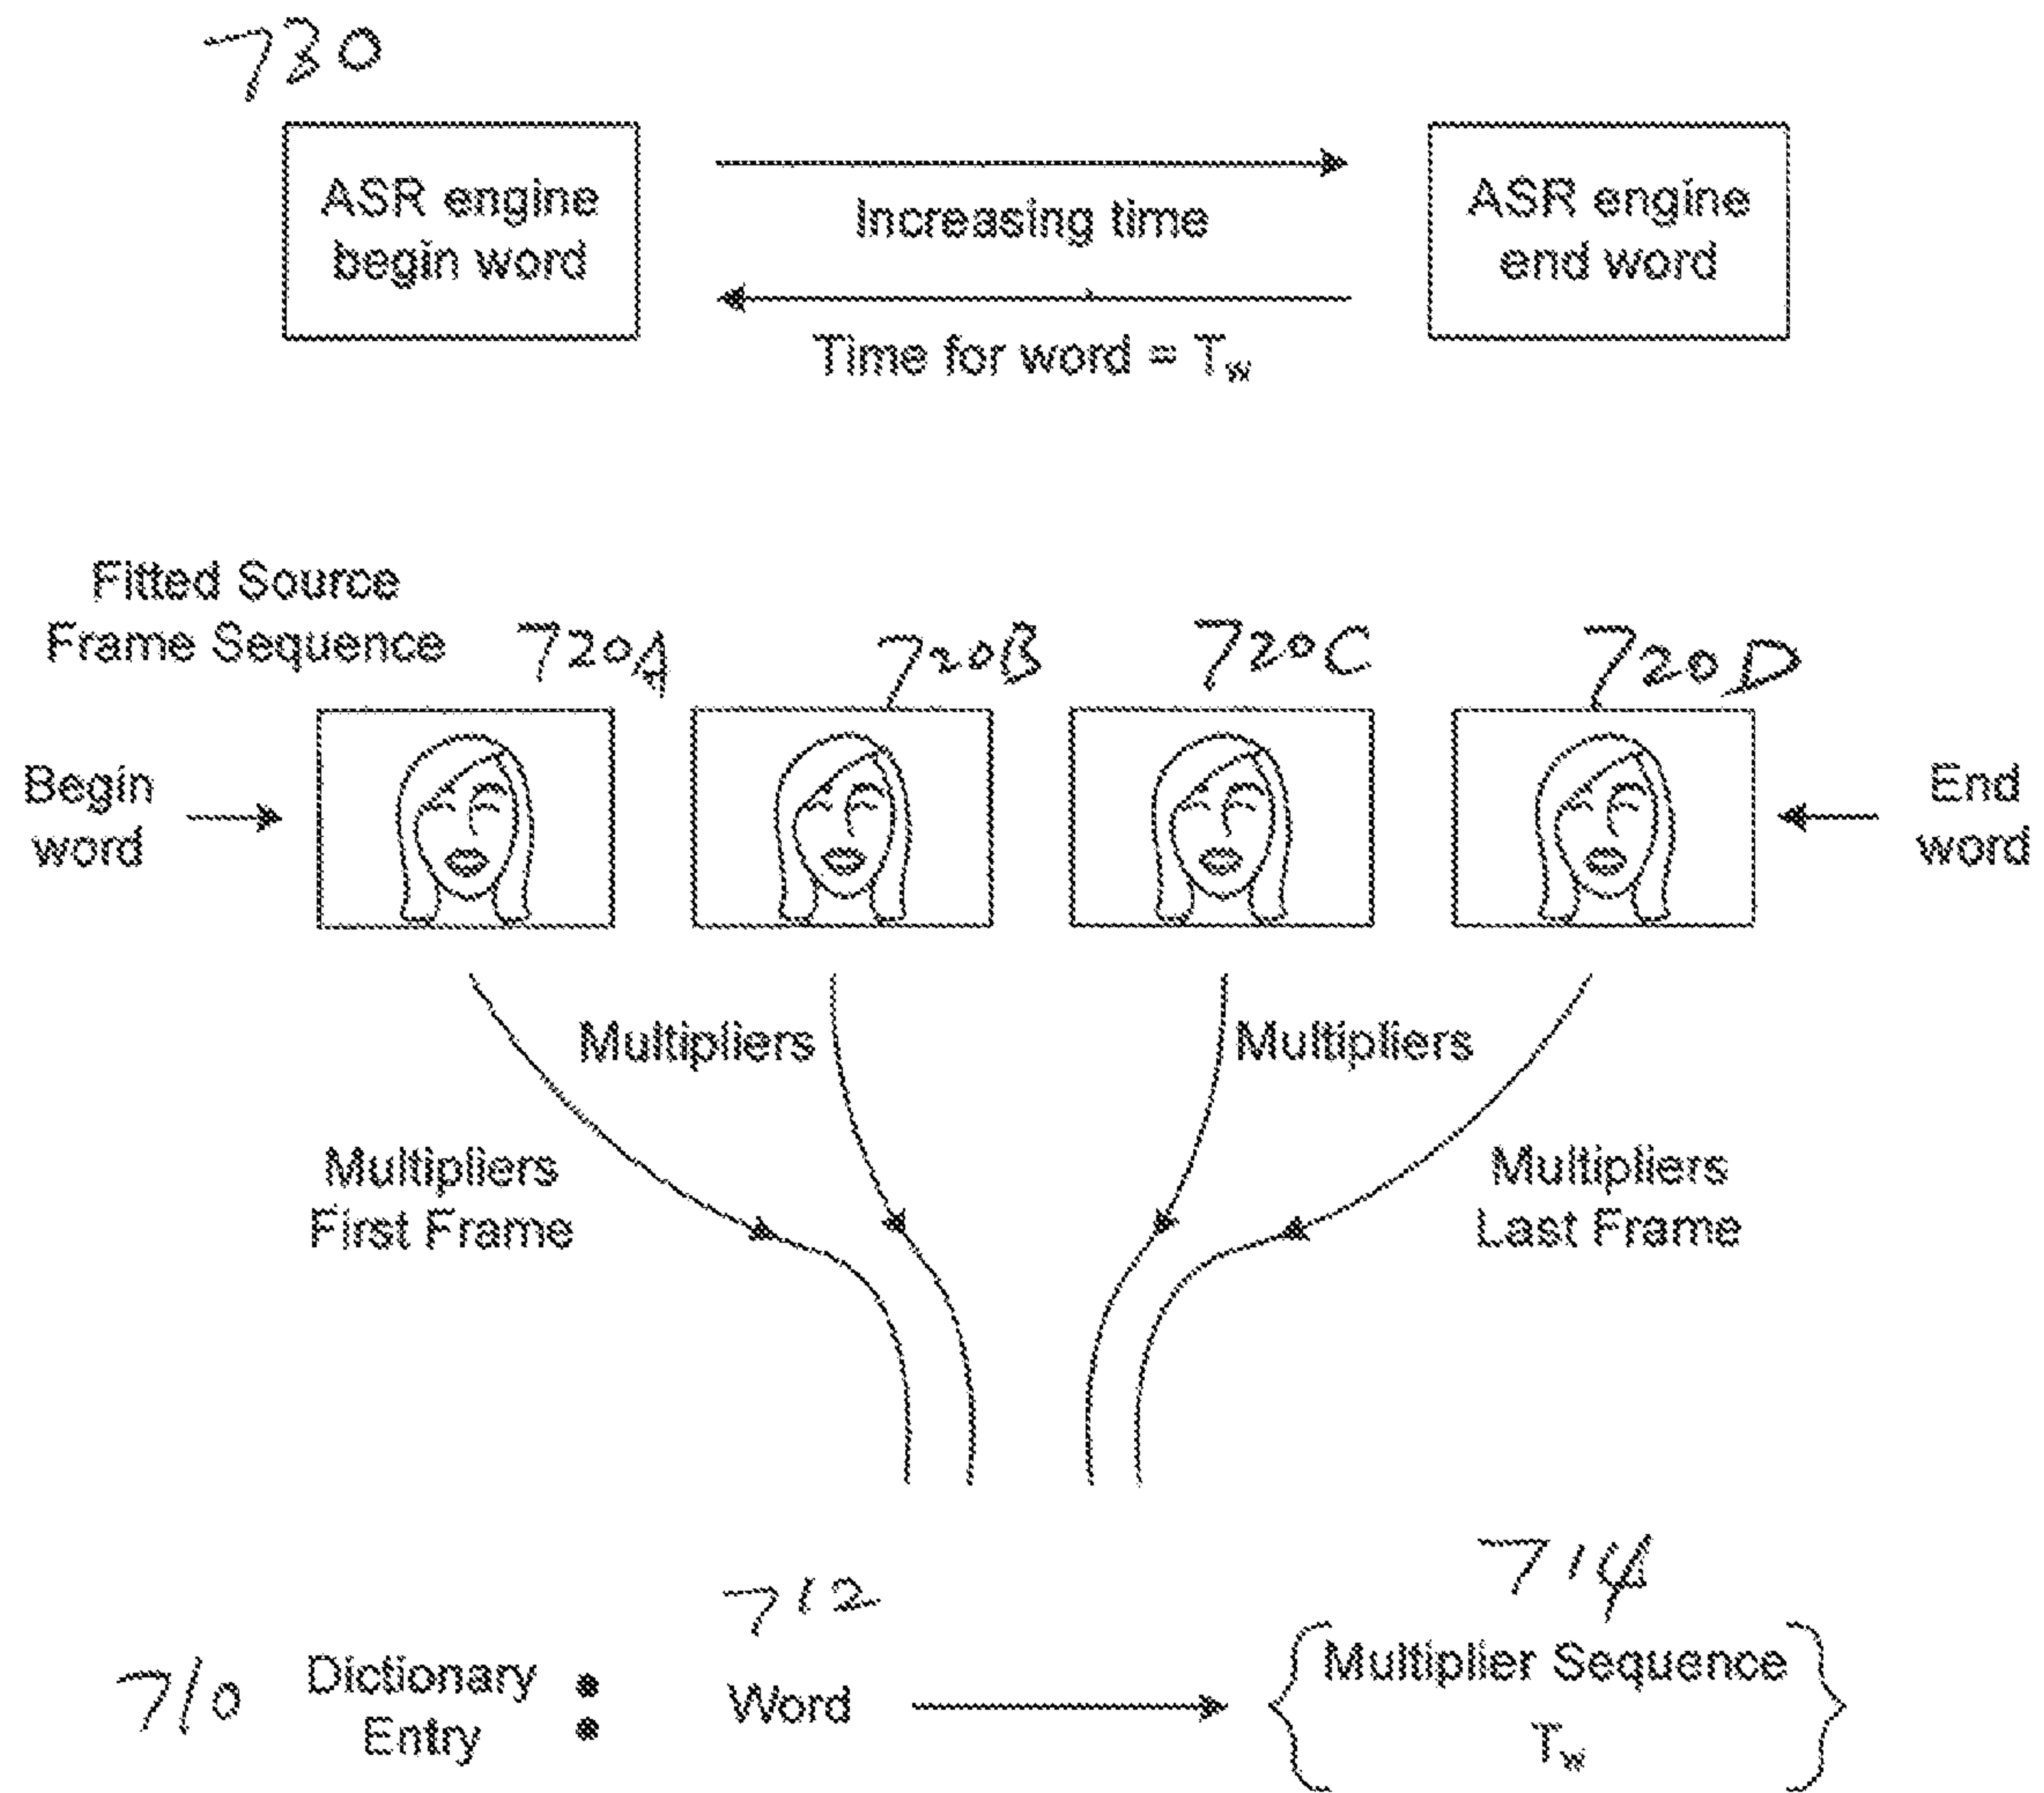 730
ASR engine
begin word
Increasing time
Time for word = Tw
ASR engine
end word
Fitted Source
Frame Sequence
720A
720B
720C
720D
Begin
word
End
word
Multipliers
Multipliers
Multipliers
First Frame
Multipliers
Last Frame
710
Dictionary
Entry
:
712
Word
714
{Multiplier Sequence
Tw}